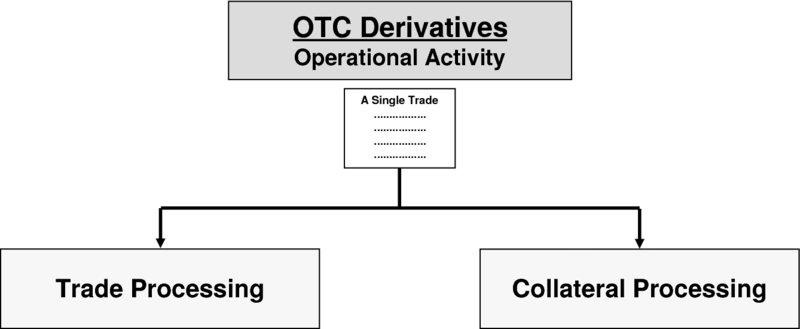 OTC Derivatives
Operational Activity
A Single Trade
.................
.................
.................
.................
Trade Processing
Collateral Processing